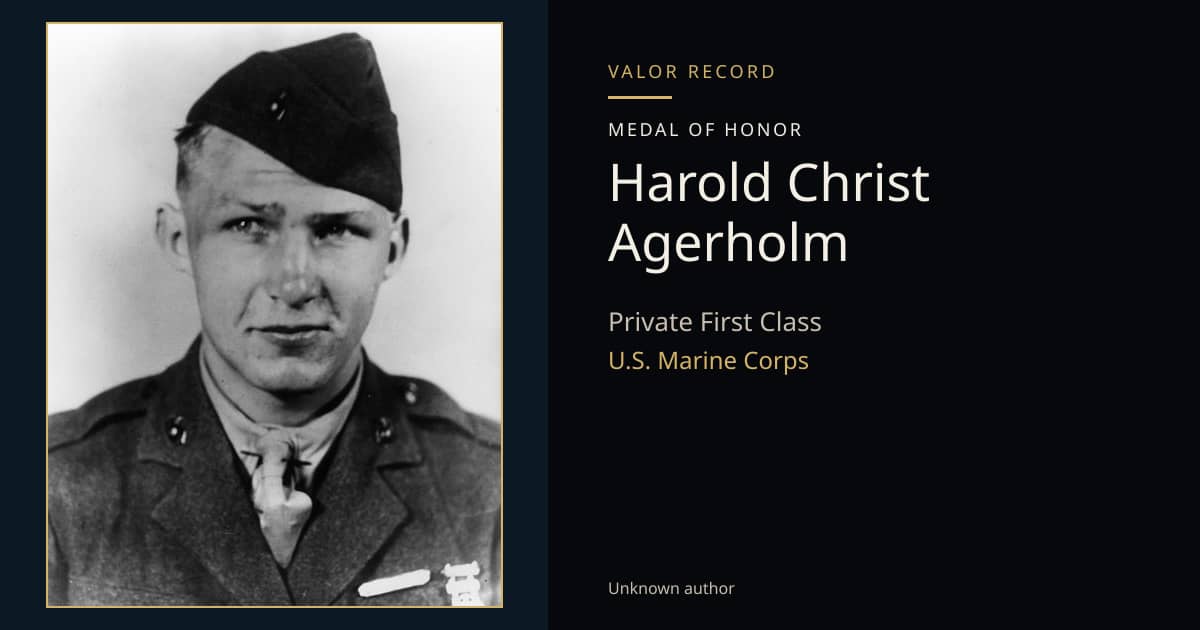 VALOR RECORD
MEDAL OF HONOR
Harold Christ
Agerholm
Private First Class
U.S. Marine Corps
Unknown author